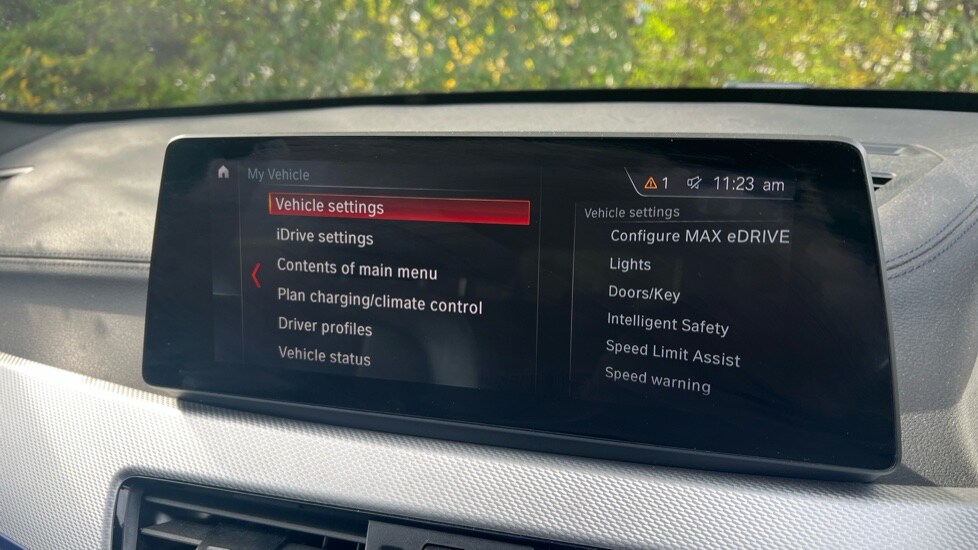 My Vehicle
1 11:23 am
Vehicle settings
iDrive settings
Contents of main menu
Plan charging/climate control
Driver profiles
Vehicle status
Vehicle settings
Configure MAX eDRIVE
Lights
Doors/Key
Intelligent Safety
Speed Limit Assist
Speed warning